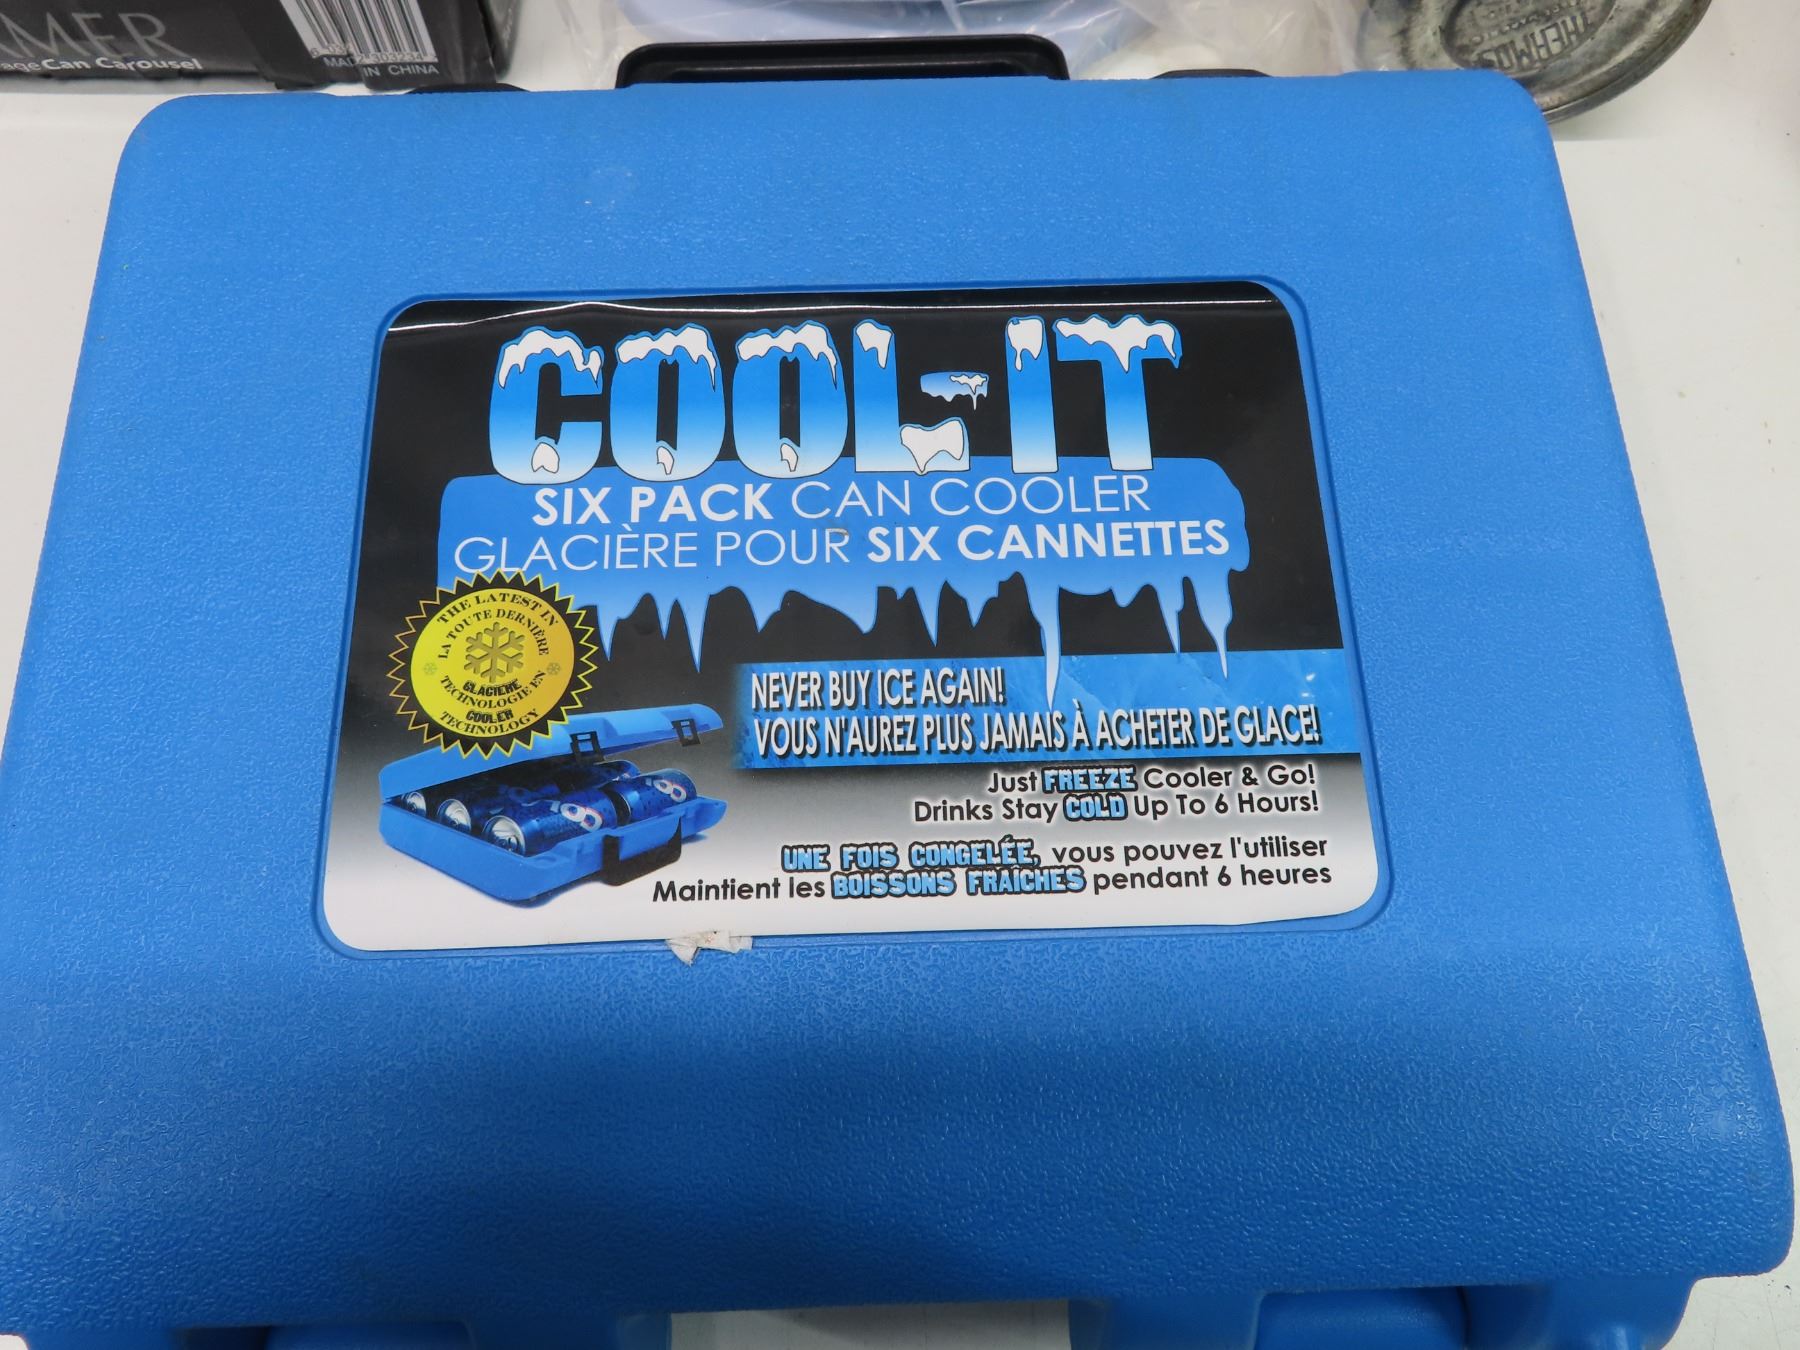 AMER
ageCan Carousel
MADE IN CHINA
THERMOS
COOL-IT
SIX PACK CAN COOLER
GLACIÈRE POUR SIX CANNETTES
THE LATEST IN
LA TOUTE DERNIÈRE
GLACIÈRE
TECHNOLOGIE EN
COOLER
TECHNOLOGY
NEVER BUY ICE AGAIN!
VOUS N'AUREZ PLUS JAMAIS À ACHETER DE GLACE!
Just FREEZE Cooler & Go!
Drinks Stay COLD Up To 6 Hours!
UNE FOIS CONGELÉE, vous pouvez l'utiliser
Maintient les BOISSONS FRAÎCHES pendant 6 heures